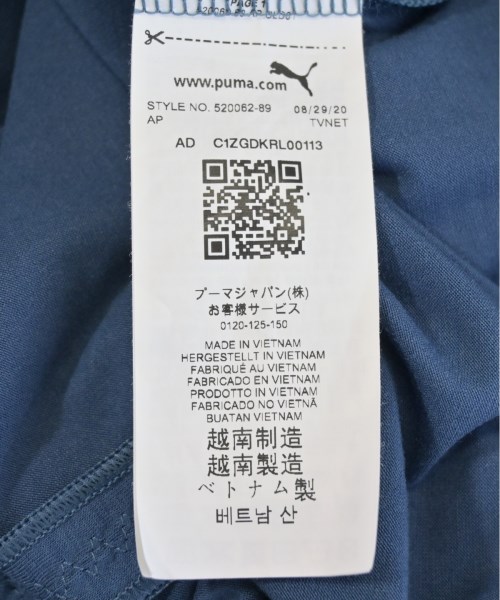 PAGE 1
www.puma.com
STYLE NO. 520062-89 08/29/20
AP TVNET
AD C1ZGDKRL00113
プーマジャパン(株)
お客様サービス
0120-125-150
MADE IN VIETNAM
HERGESTELLT IN VIETNAM
FABRIQUÉ AU VIETNAM
FABRICADO EN VIETNAM
PRODOTTO IN VIETNAM
FABRICADO NO VIETNÃ
BUATAN VIETNAM
越南制造
越南製造
ベトナム製
베트남 산